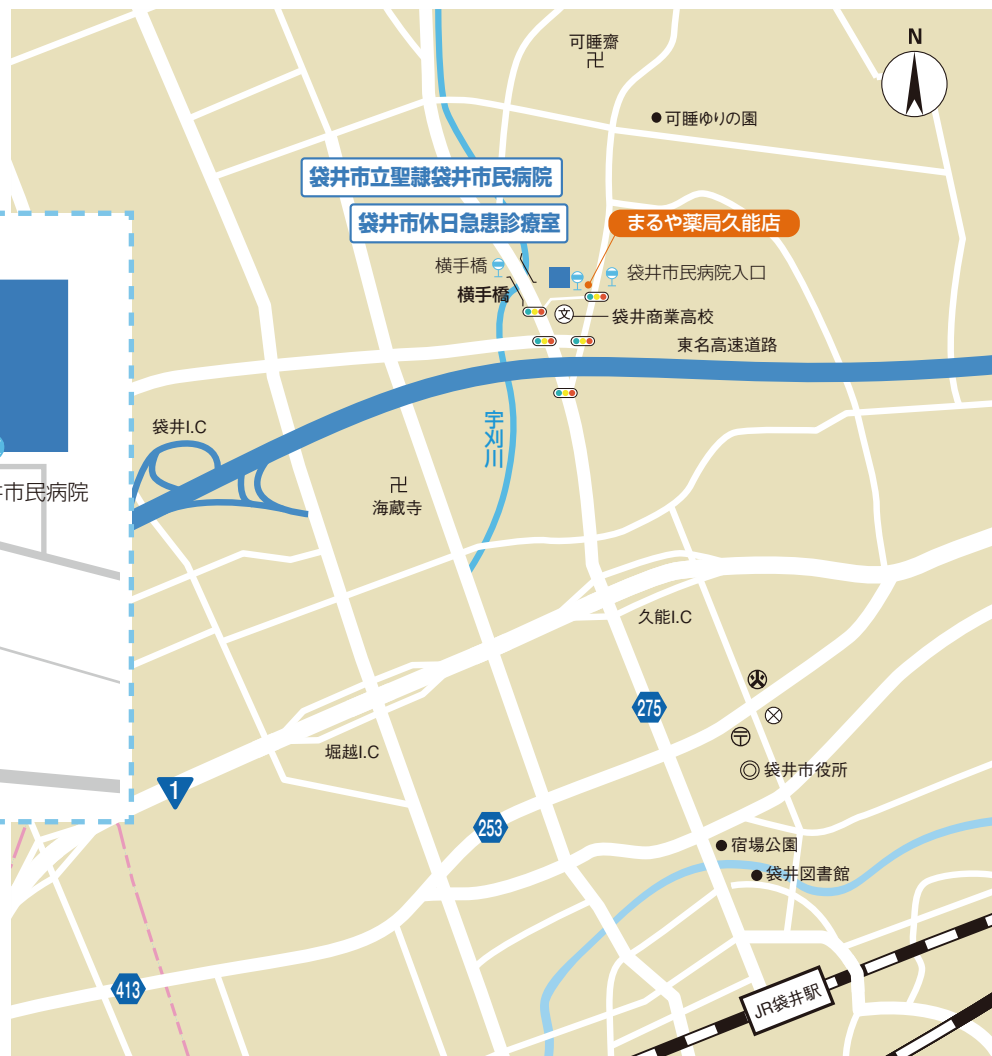 N
可睡齋
可睡ゆりの園
袋井市立聖隷袋井市民病院
袋井市休日急患診療室
まるや薬局久能店
横手橋
袋井市民病院入口
横手橋
文
袋井商業高校
東名高速道路
袋井I.C
宇刈川
市民病院
海蔵寺
久能I.C
275
堀越I.C
袋井市役所
1
253
宿場公園
袋井図書館
413
JR袋井駅